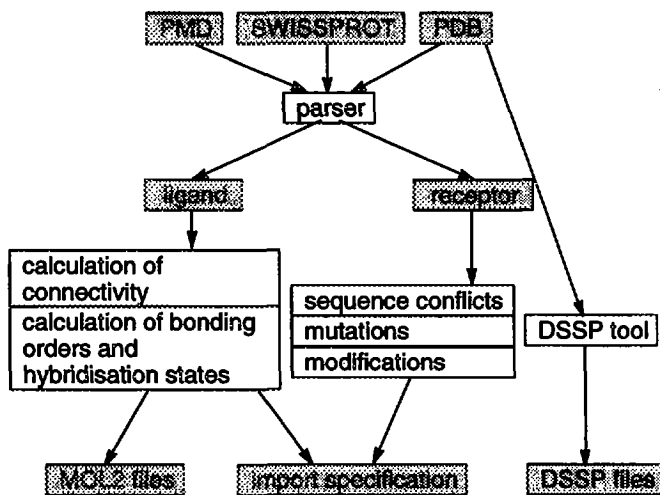 PMD SWISSPROT PDB
parser
ligand receptor
calculation of
connectivity
calculation of bonding
orders and
hybridisation states
sequence conflicts
mutations
modifications
DSSP tool
MOL2 files import specification DSSP files